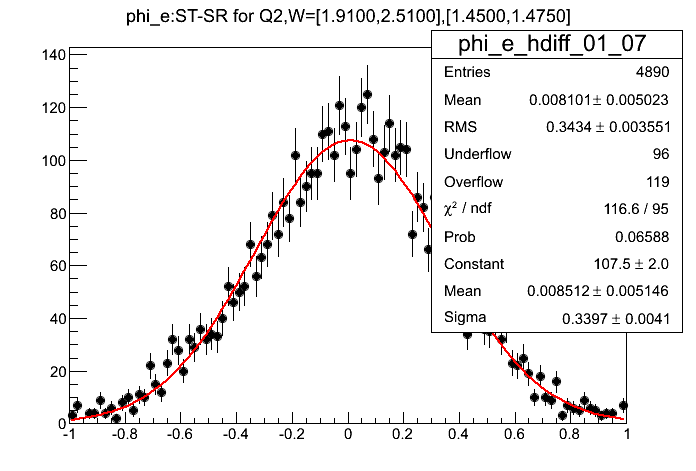 phi_e:ST-SR for Q2,W=[1.9100,2.5100],[1.4500,1.4750]
phi_e_hdiff_01_07
Entries 4890
Mean 0.008101 ± 0.005023
RMS 0.3434 ± 0.003551
Underflow 96
Overflow 119
χ² / ndf 116.6 / 95
Prob 0.06588
Constant 107.5 ± 2.0
Mean 0.008512 ± 0.005146
Sigma 0.3397 ± 0.0041
140
120
100
80
60
40
20
0
-1 -0.8 -0.6 -0.4 -0.2 0 0.2 0.4 0.6 0.8 1